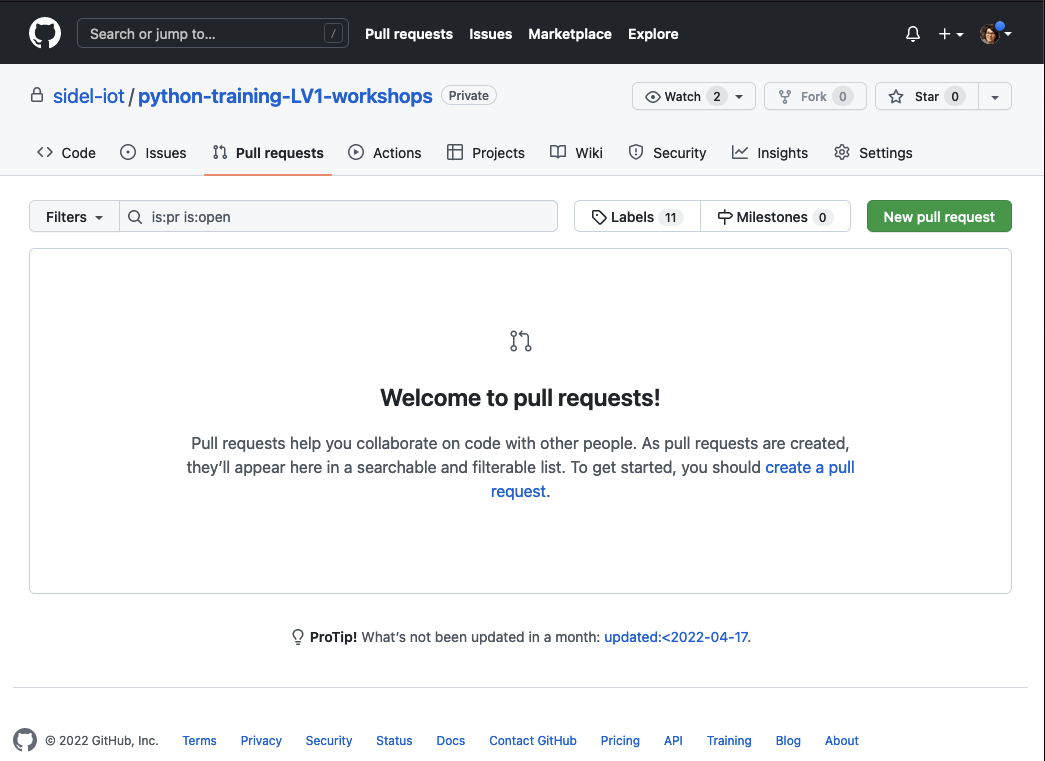 Search or jump to... / Pull requests Issues Marketplace Explore
sidel-iot / python-training-LV1-workshops Private Watch 2 Fork 0 Star 0
Code Issues Pull requests Actions Projects Wiki Security Insights Settings
Filters is:pr is:open Labels 11 Milestones 0 New pull request
Welcome to pull requests!
Pull requests help you collaborate on code with other people. As pull requests are created,
they’ll appear here in a searchable and filterable list. To get started, you should create a pull
request.
ProTip! What’s not been updated in a month: updated:<2022-04-17.
© 2022 GitHub, Inc. Terms Privacy Security Status Docs Contact GitHub Pricing API Training Blog About